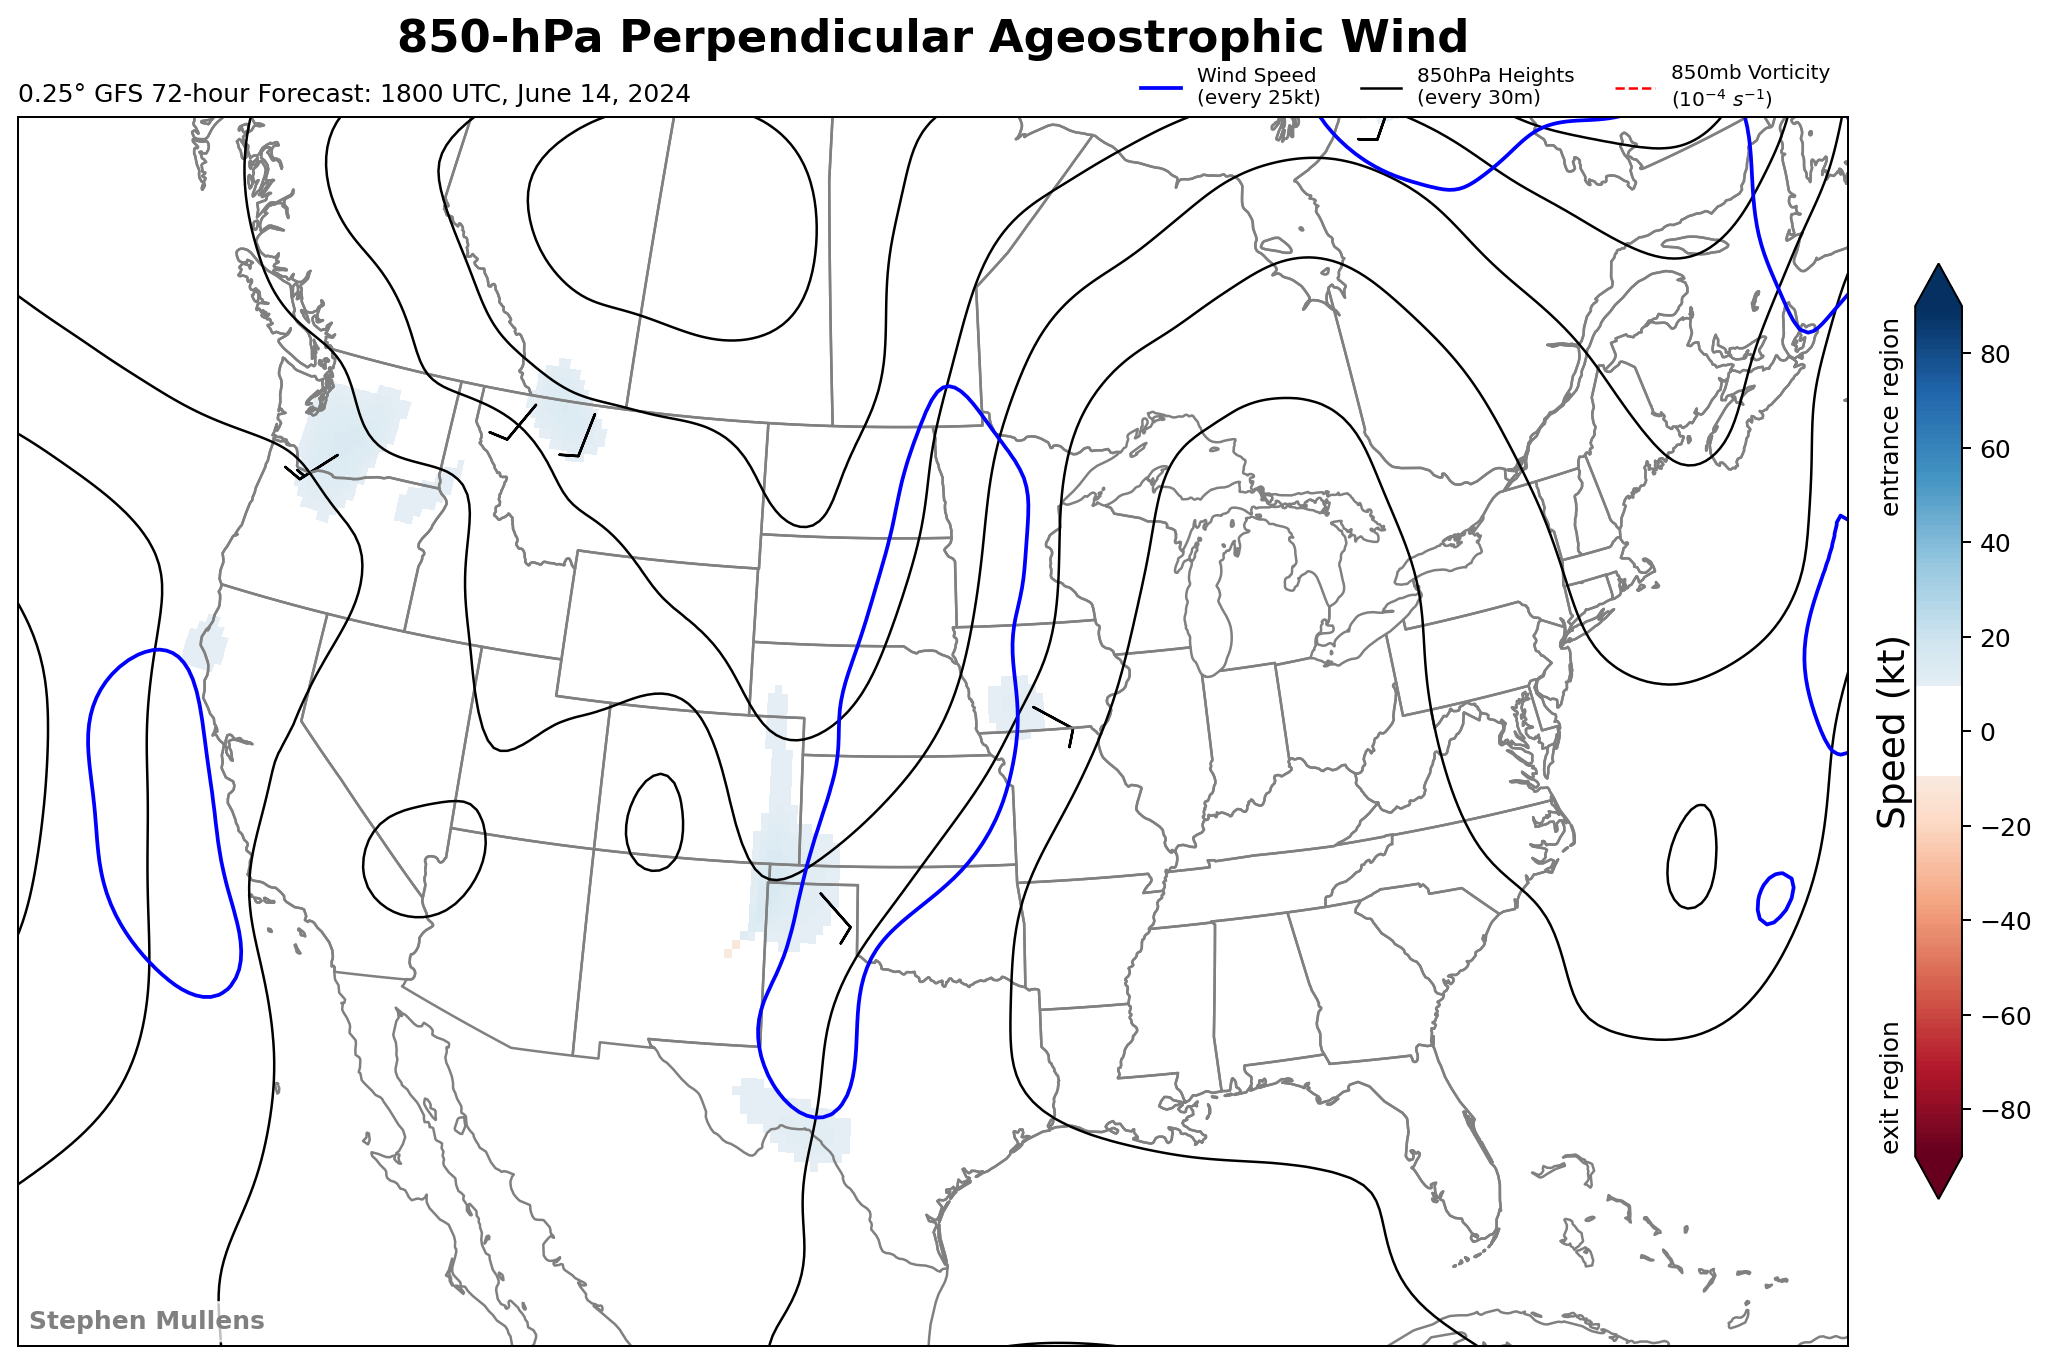 850-hPa Perpendicular Ageostrophic Wind
0.25° GFS 72-hour Forecast: 1800 UTC, June 14, 2024
Wind Speed
(every 25kt)
850hPa Heights
(every 30m)
850mb Vorticity
(10⁻⁴ s⁻¹)
entrance region
Speed (kt)
exit region
80
60
40
20
0
−20
−40
−60
−80
Stephen Mullens